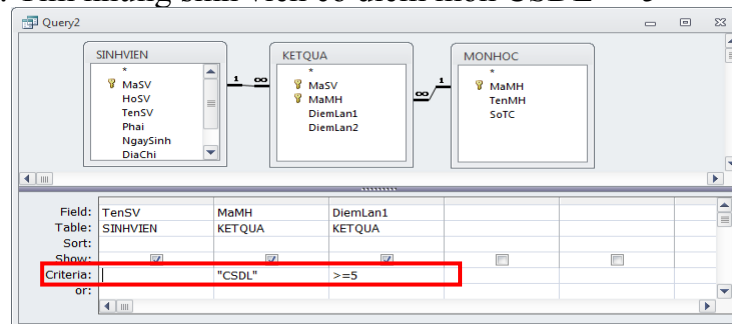 Tìm những sinh viên có điểm môn CSDL
Query2
SINHVIEN
*
MaSV
HoSV
TenSV
Phai
NgaySinh
DiaChi
1 ∞
KETQUA
*
MaSV
MaMH
DiemLan1
DiemLan2
∞ 1
MONHOC
*
MaMH
TenMH
SoTC
Field: TenSV MaMH DiemLan1
Table: SINHVIEN KETQUA KETQUA
Sort:
Show:
Criteria: "CSDL" >=5
or: